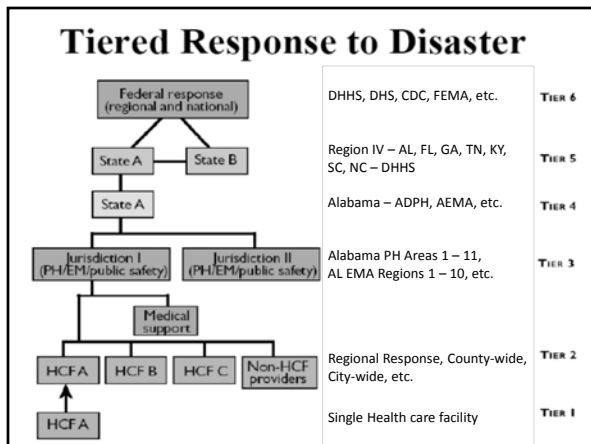 Tiered Response to Disaster
Federal response
(regional and national)
DHHS, DHS, CDC, FEMA, etc.
TIER 6
State A
State B
Region IV – AL, FL, GA, TN, KY,
SC, NC – DHHS
TIER 5
State A
Alabama – ADPH, AEMA, etc.
TIER 4
Jurisdiction I
(PH/EM/public safety)
Jurisdiction II
(PH/EM/public safety)
Alabama PH Areas 1 – 11,
AL EMA Regions 1 – 10, etc.
TIER 3
Medical
support
HCF A
HCF B
HCF C
Non-HCF
providers
Regional Response, County-wide,
City-wide, etc.
TIER 2
HCF A
Single Health care facility
TIER 1